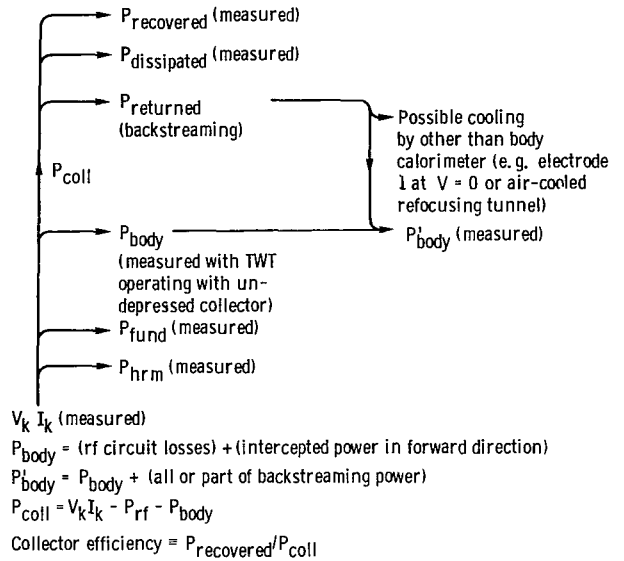 P_recovered (measured)
P_dissipated (measured)
P_returned
(backstreaming)
Possible cooling
by other than body
calorimeter (e.g. electrode
1 at V = 0 or air-cooled
refocusing tunnel)
P_coll
P_body
(measured with TWT
operating with un-
depressed collector)
P'_body (measured)
P_fund (measured)
P_hrm (measured)
V_k I_k (measured)
P_body = (rf circuit losses) + (intercepted power in forward direction)
P'_body = P_body + (all or part of backstreaming power)
P_coll = V_k I_k - P_rf - P_body
Collector efficiency = P_recovered/P_coll